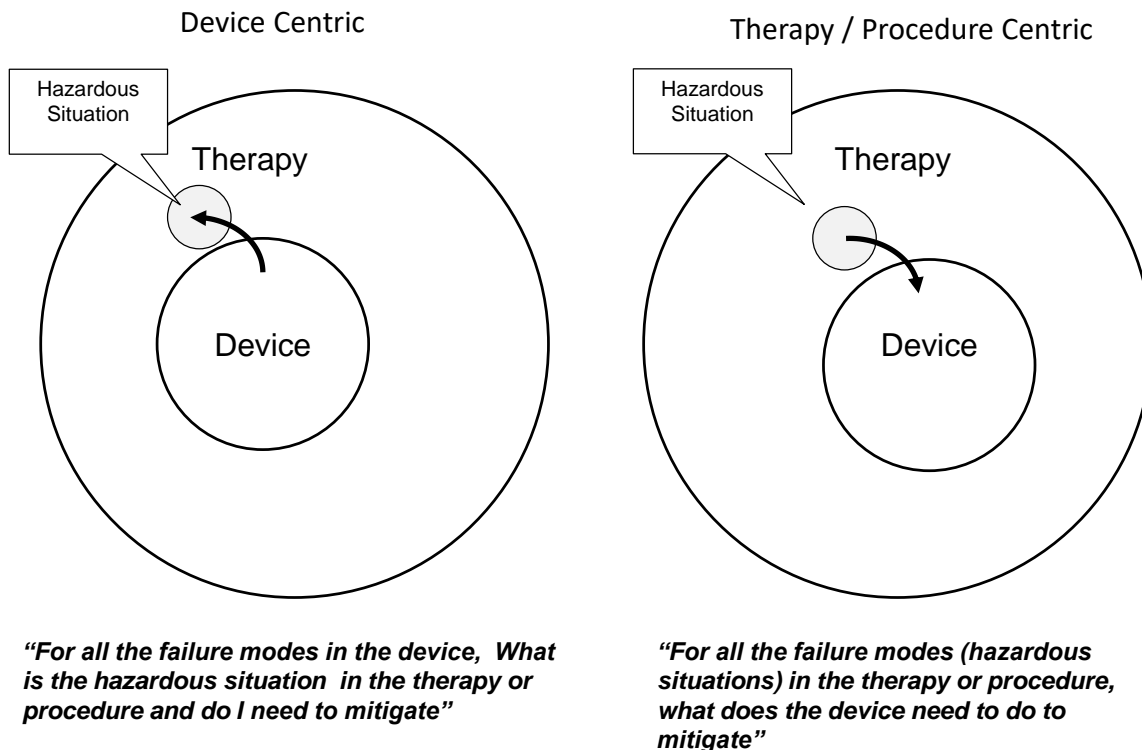 Device Centric
Hazardous
Situation
Therapy
Device
“For all the failure modes in the device,  What
is the hazardous situation  in the therapy or
procedure and do I need to mitigate”
Therapy / Procedure Centric
Hazardous
Situation
Therapy
Device
“For all the failure modes (hazardous
situations) in the therapy or procedure,
what does the device need to do to
mitigate”